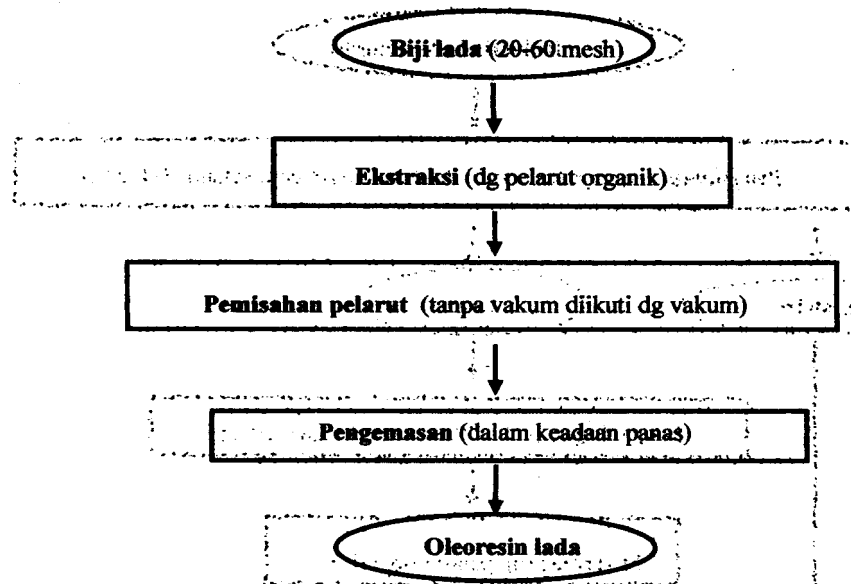 Biji lada (20-60 mesh)
Ekstraksi (dg pelarut organik)
Pemisahan pelarut (tanpa vakum diikuti dg vakum)
Pengemasan (dalam keadaan panas)
Oleoresin lada